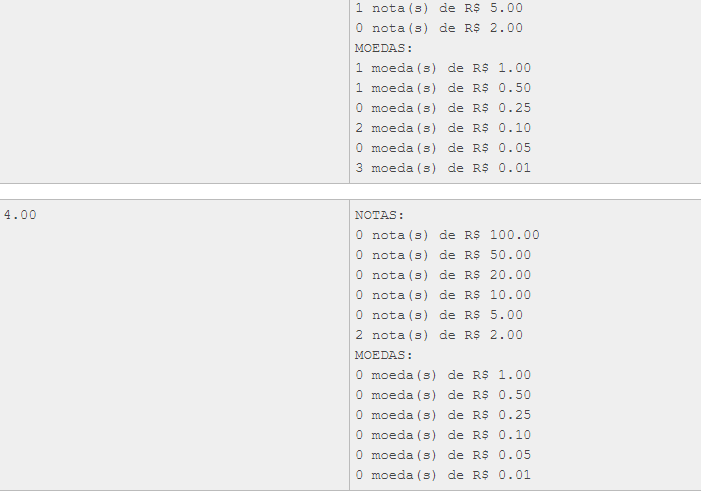 1 nota(s) de R$ 5.00
0 nota(s) de R$ 2.00
MOEDAS:
1 moeda(s) de R$ 1.00
1 moeda(s) de R$ 0.50
0 moeda(s) de R$ 0.25
2 moeda(s) de R$ 0.10
0 moeda(s) de R$ 0.05
3 moeda(s) de R$ 0.01
4.00
NOTAS:
0 nota(s) de R$ 100.00
0 nota(s) de R$ 50.00
0 nota(s) de R$ 20.00
0 nota(s) de R$ 10.00
0 nota(s) de R$ 5.00
2 nota(s) de R$ 2.00
MOEDAS:
0 moeda(s) de R$ 1.00
0 moeda(s) de R$ 0.50
0 moeda(s) de R$ 0.25
0 moeda(s) de R$ 0.10
0 moeda(s) de R$ 0.05
0 moeda(s) de R$ 0.01